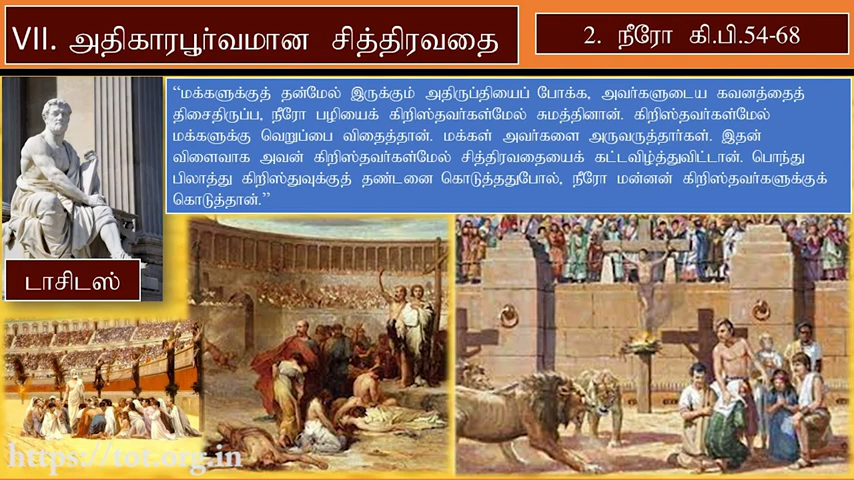 VII. அதிகாரபூர்வமான சித்திரவதை
2. நீரோ கி.பி.54-68
“மக்களுக்குத் தன்மேல் இருக்கும் அதிருப்தியைப் போக்க, அவர்களுடைய கவனத்தைத்
திசைதிருப்ப, நீரோ பழியைக் கிறிஸ்தவர்கள்மேல் சுமத்தினான். கிறிஸ்தவர்கள்மேல்
மக்களுக்கு வெறுப்பை விதைத்தான். மக்கள் அவர்களை அருவருத்தார்கள். இதன்
விளைவாக அவன் கிறிஸ்தவர்கள்மேல் சித்திரவதையைக் கட்டவிழ்த்துவிட்டான். பொந்து
பிலாத்து கிறிஸ்துவுக்குத் தண்டனை கொடுத்ததுபோல், நீரோ மன்னன் கிறிஸ்தவர்களுக்குக்
கொடுத்தான்.”
டாசிடஸ்
https://tot.org.in